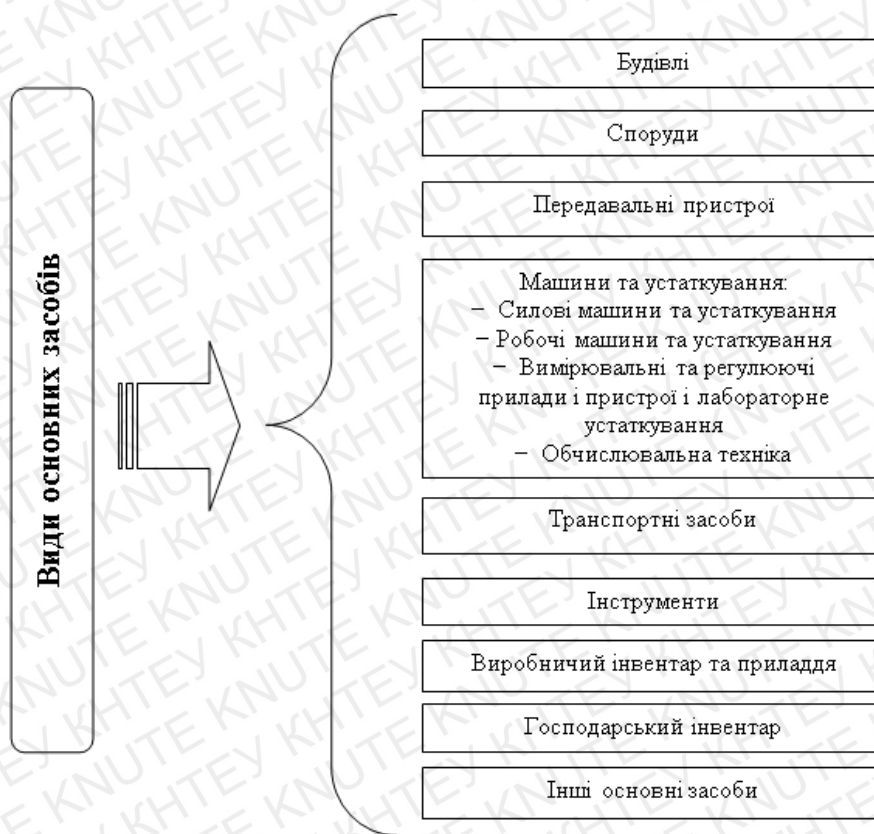 Види основних засобів
Будівлі
Споруди
Передавальні пристрої
Машини та устаткування:
– Силові машини та устаткування
– Робочі машини та устаткування
– Вимірювальні та регулюючі
прилади і пристрої і лабораторне
устаткування
– Обчислювальна техніка
Транспортні засоби
Інструменти
Виробничий інвентар та приладдя
Господарський інвентар
Інші основні засоби